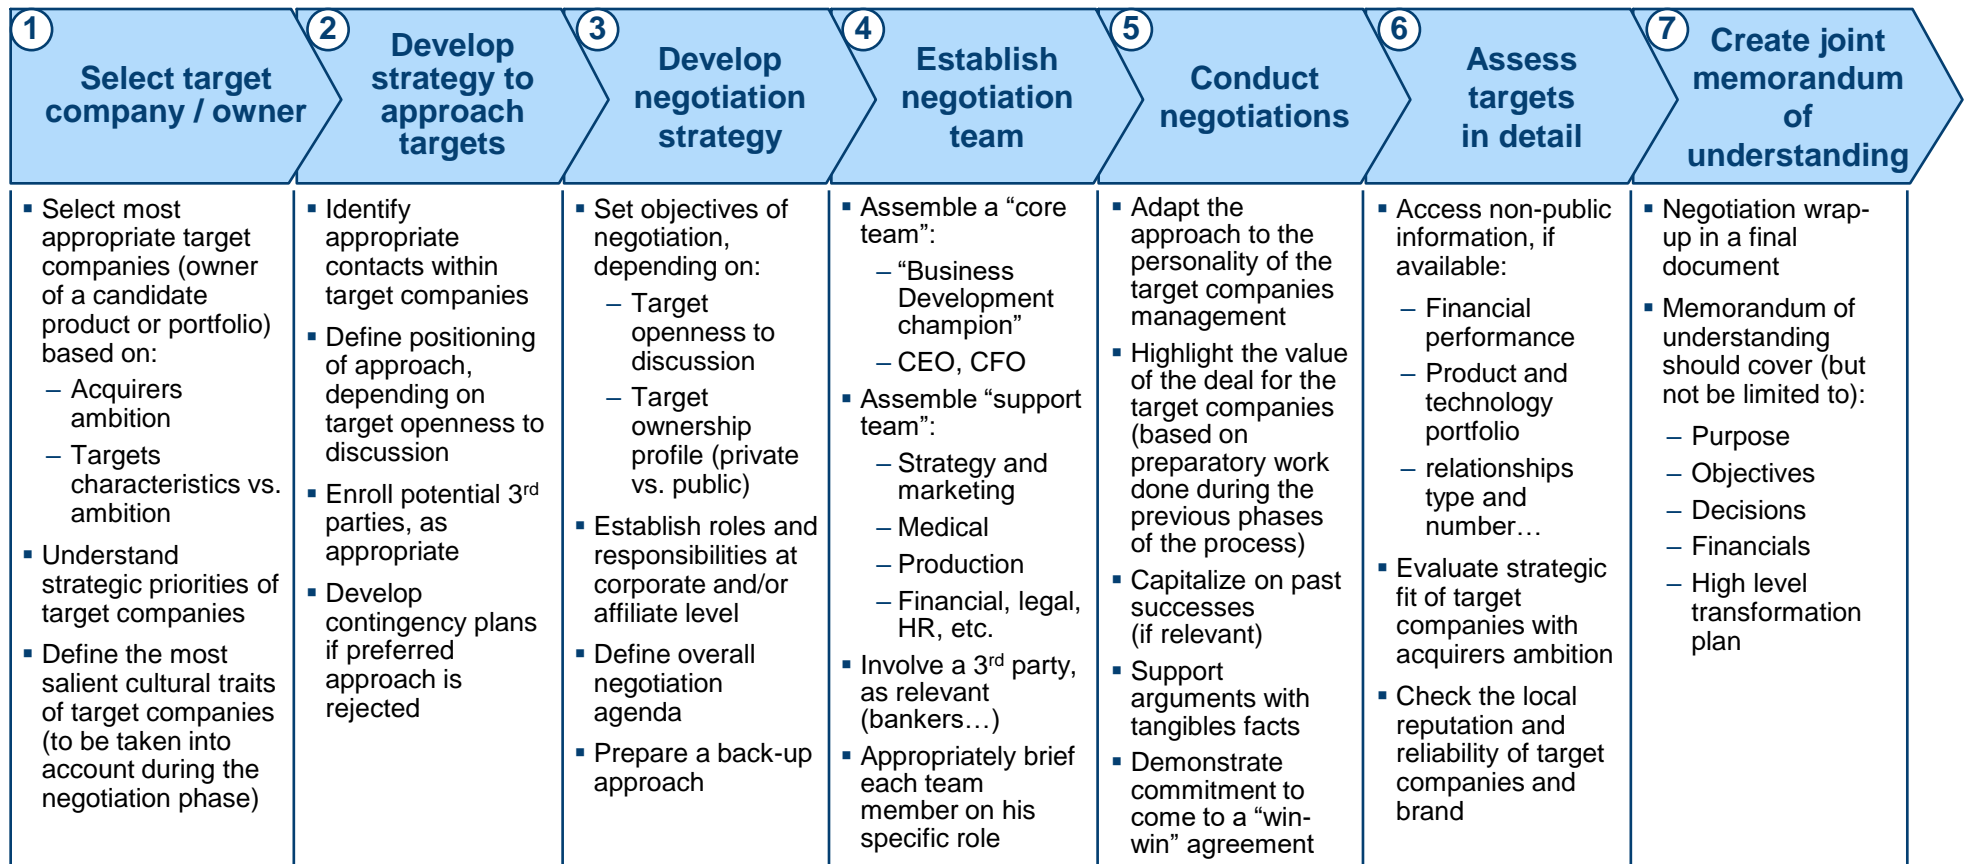 1
Select target
company / owner
2
Develop
strategy to
approach
targets
3
Develop
negotiation
strategy
4
Establish
negotiation
team
5
Conduct
negotiations
6
Assess
targets
in detail
7
Create joint
memorandum
of
understanding
▪ Select most
appropriate target
companies (owner
of a candidate
product or portfolio)
based on:
– Acquirers
ambition
– Targets
characteristics vs.
ambition
▪ Understand
strategic priorities of
target companies
▪ Define the most
salient cultural traits
of target companies
(to be taken into
account during the
negotiation phase)
▪ Identify
appropriate
contacts within
target companies
▪ Define positioning
of approach,
depending on
target openness to
discussion
▪ Enroll potential 3rd
parties, as
appropriate
▪ Develop
contingency plans
if preferred
approach is
rejected
▪ Set objectives of
negotiation,
depending on:
– Target
openness to
discussion
– Target
ownership
profile (private
vs. public)
▪ Establish roles and
responsibilities at
corporate and/or
affiliate level
▪ Define overall
negotiation
agenda
▪ Prepare a back-up
approach
▪ Assemble a “core
team”:
– “Business
Development
champion”
– CEO, CFO
▪ Assemble “support
team”:
– Strategy and
marketing
– Medical
– Production
– Financial, legal,
HR, etc.
▪ Involve a 3rd party,
as relevant
(bankers…)
▪ Appropriately brief
each team
member on his
specific role
▪ Adapt the
approach to the
personality of the
target companies
management
▪ Highlight the value
of the deal for the
target companies
(based on
preparatory work
done during the
previous phases
of the process)
▪ Capitalize on past
successes
(if relevant)
▪ Support
arguments with
tangibles facts
▪ Demonstrate
commitment to
come to a “win-
win” agreement
▪ Access non-public
information, if
available:
– Financial
performance
– Product and
technology
portfolio
– relationships
type and
number…
▪ Evaluate strategic
fit of target
companies with
acquirers ambition
▪ Check the local
reputation and
reliability of target
companies and
brand
▪ Negotiation wrap-
up in a final
document
▪ Memorandum of
understanding
should cover (but
not be limited to):
– Purpose
– Objectives
– Decisions
– Financials
– High level
transformation
plan